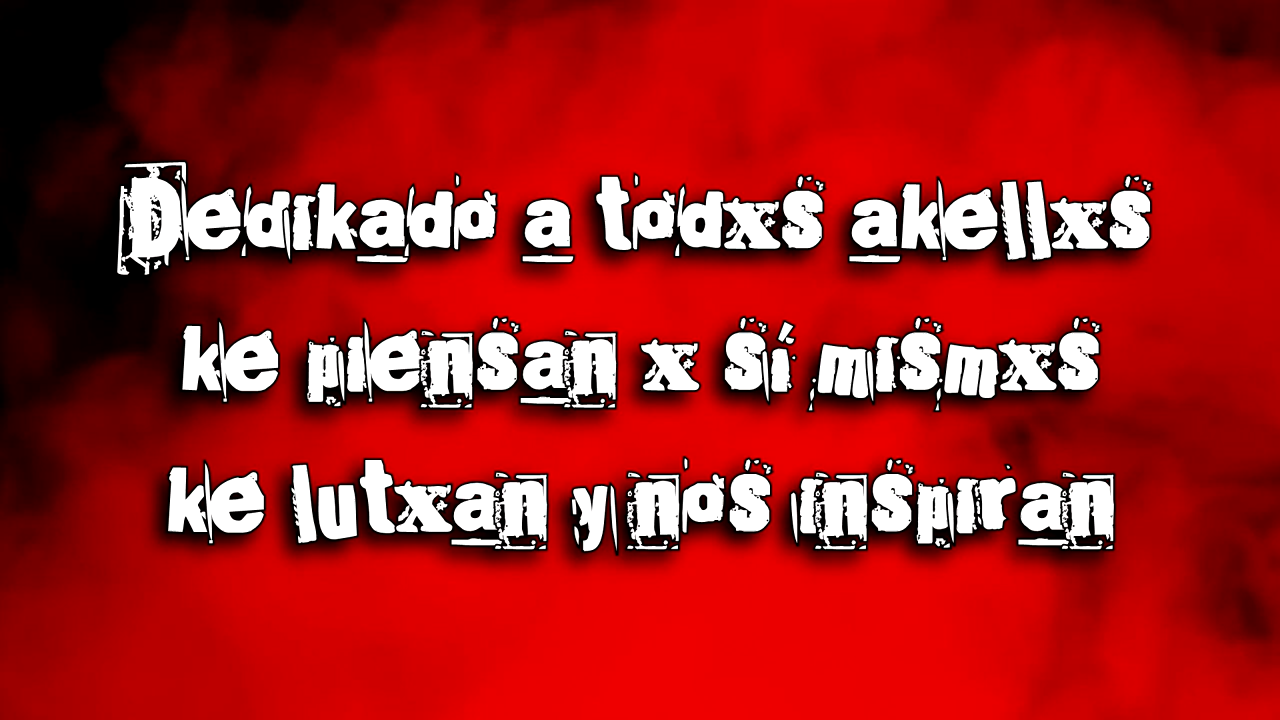 Dedikado a todxs akellxs
ke piensan x sí mismxs
ke lutxan y nos inspiran